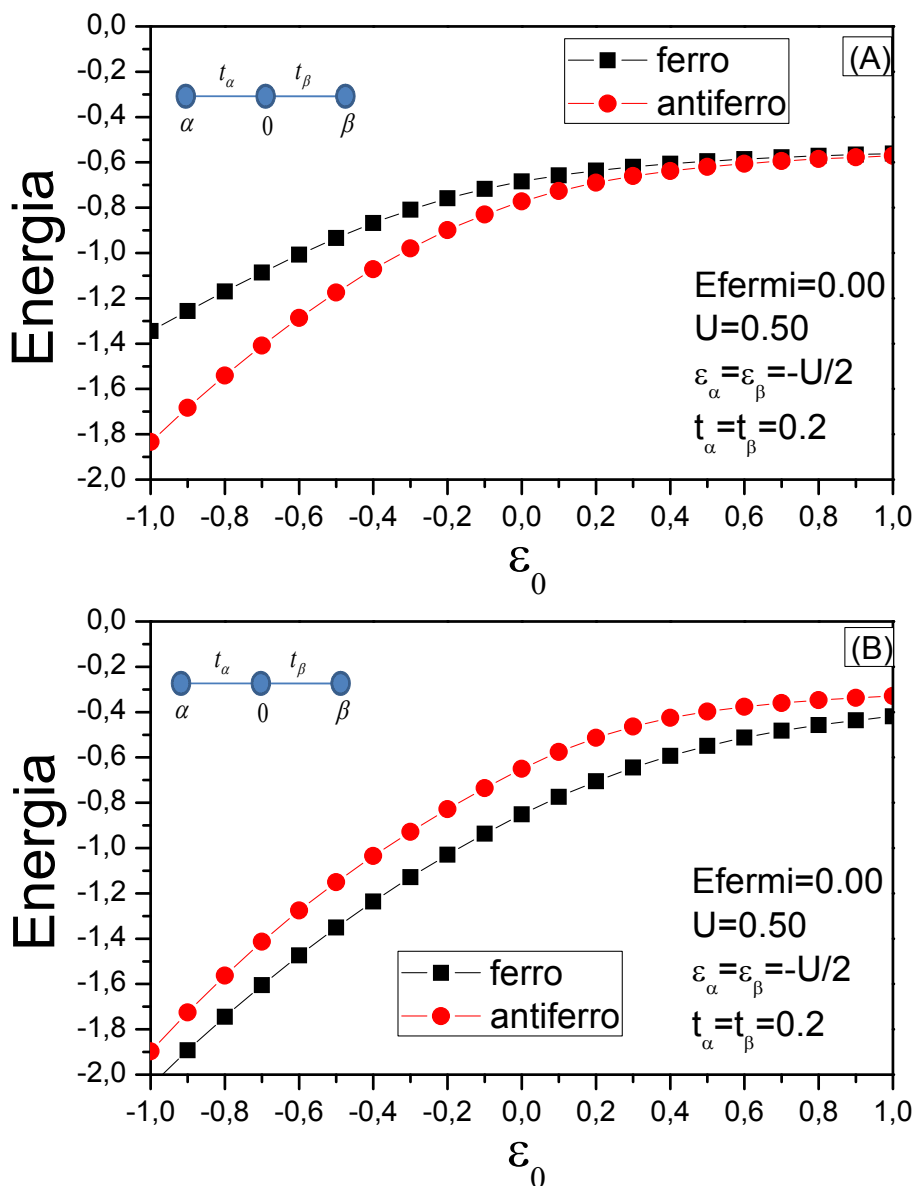 0,0
-0,2
-0,4
-0,6
-0,8
-1,0
-1,2
-1,4
-1,6
-1,8
-2,0
Energia
tα tβ
α 0 β
ferro
antiferro
(A)
Efermi=0.00
U=0.50
εα=εβ=-U/2
tα=tβ=0.2
-1,0 -0,8 -0,6 -0,4 -0,2 0,0 0,2 0,4 0,6 0,8 1,0
ε0
0,0
-0,2
-0,4
-0,6
-0,8
-1,0
-1,2
-1,4
-1,6
-1,8
-2,0
Energia
tα tβ
α 0 β
(B)
Efermi=0.00
U=0.50
εα=εβ=-U/2
tα=tβ=0.2
ferro
antiferro
-1,0 -0,8 -0,6 -0,4 -0,2 0,0 0,2 0,4 0,6 0,8 1,0
ε0